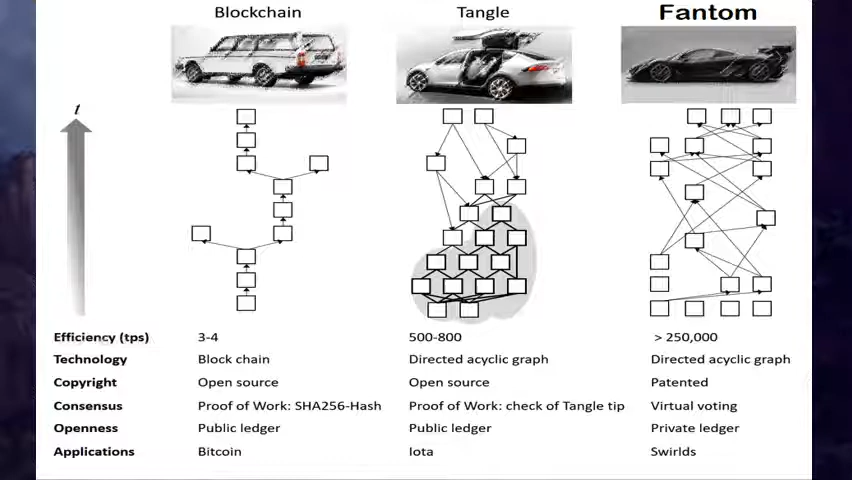 Blockchain Tangle Fantom
t
Efficiency (tps) 3-4 500-800 > 250,000
Technology Block chain Directed acyclic graph Directed acyclic graph
Copyright Open source Open source Patented
Consensus Proof of Work: SHA256-Hash Proof of Work: check of Tangle tip Virtual voting
Openness Public ledger Public ledger Private ledger
Applications Bitcoin Iota Swirlds